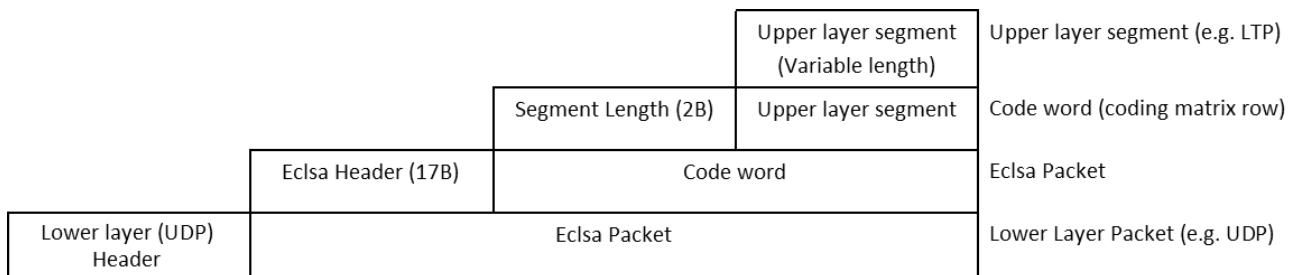 Upper layer segment
(Variable length)
Upper layer segment (e.g. LTP)
Segment Length (2B)
Upper layer segment
Code word (coding matrix row)
Eclsa Header (17B)
Code word
Eclsa Packet
Lower layer (UDP)
Header
Eclsa Packet
Lower Layer Packet (e.g. UDP)